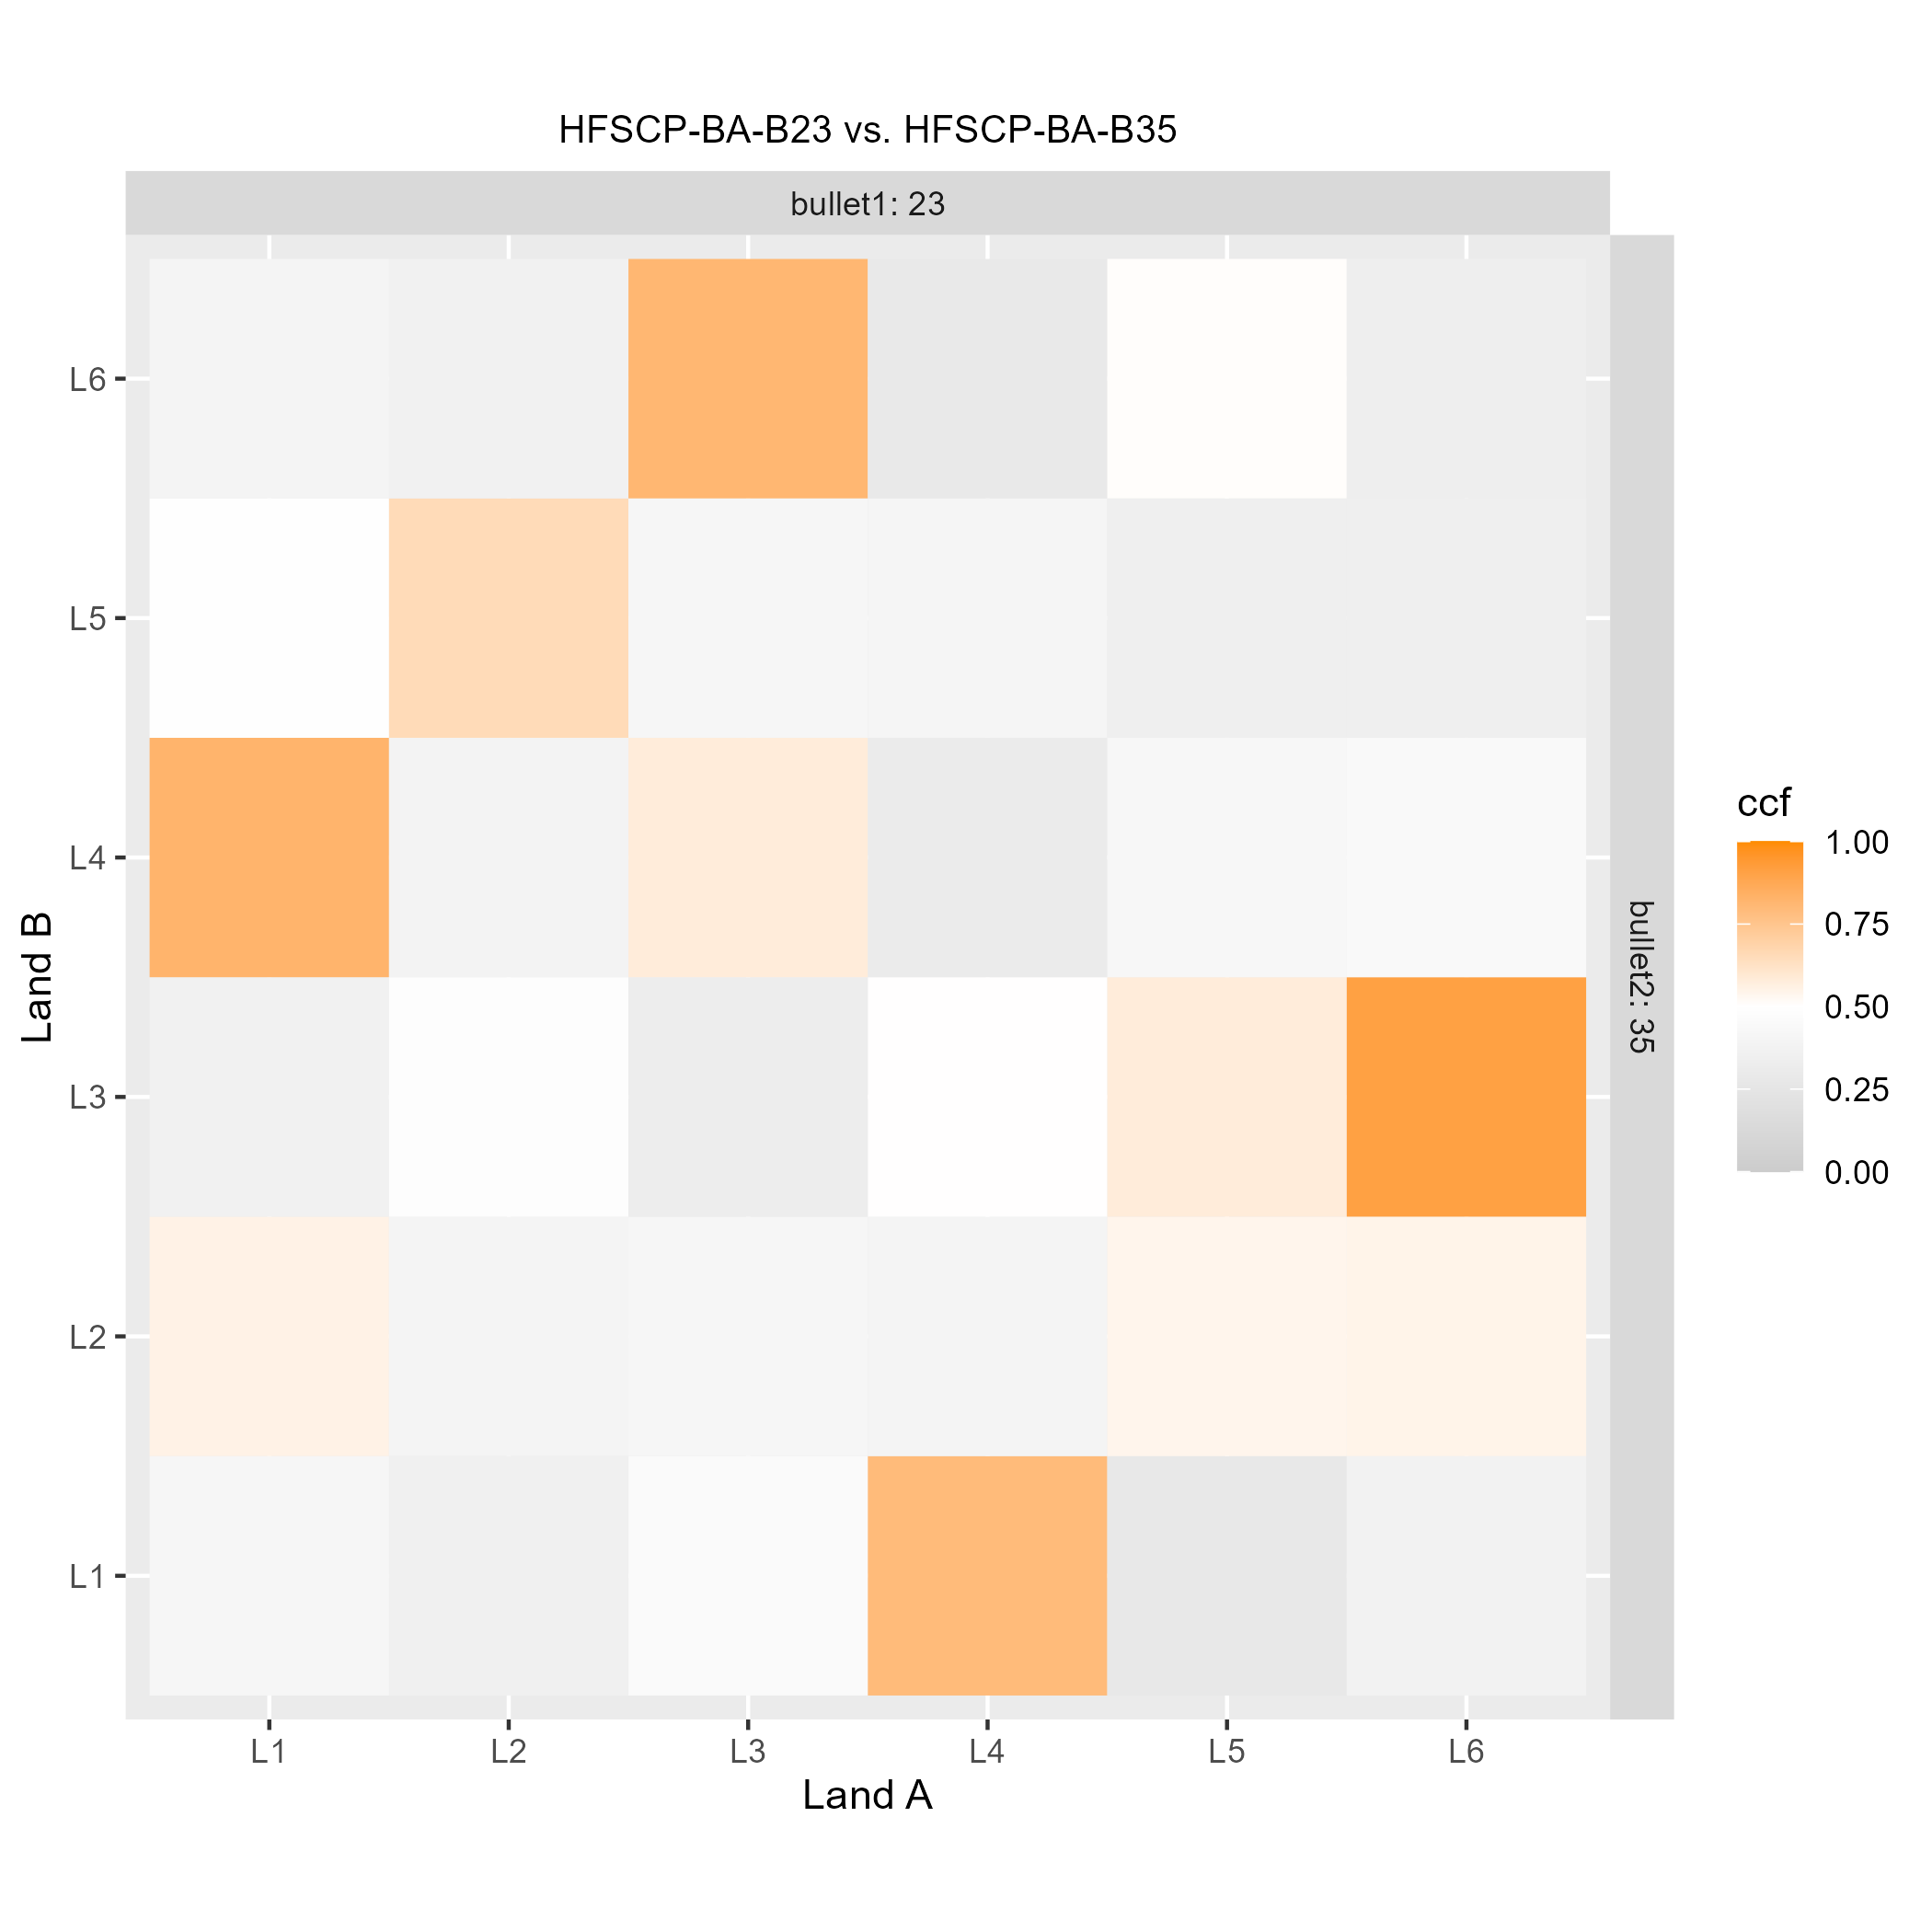 HFSCP-BA-B23 vs. HFSCP-BA-B35
bullet1: 23
L6
L5
L4
L3
L2
L1
Land B
bullet2: 35
ccf
1.00
0.75
0.50
0.25
0.00
L1 L2 L3 L4 L5 L6
Land A